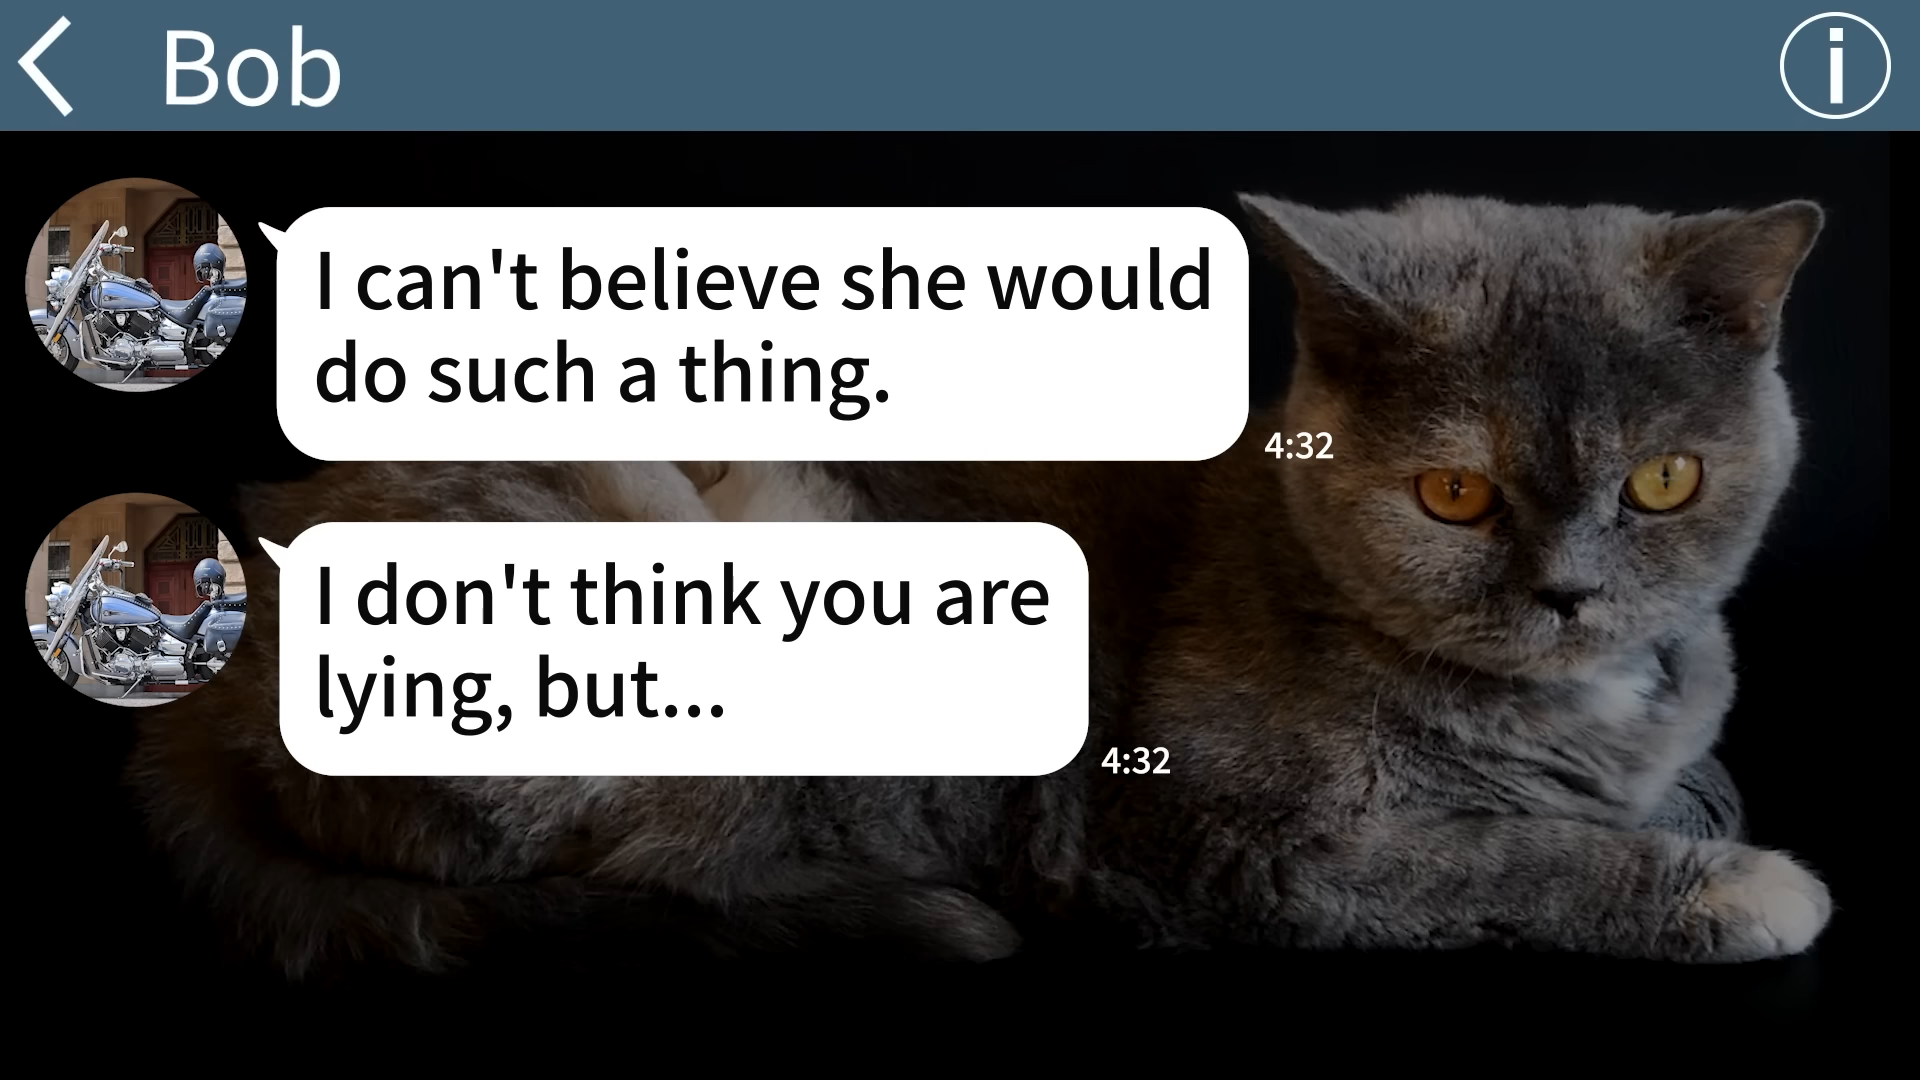 Bob
I can't believe she would
do such a thing.
4:32
I don't think you are
lying, but...
4:32